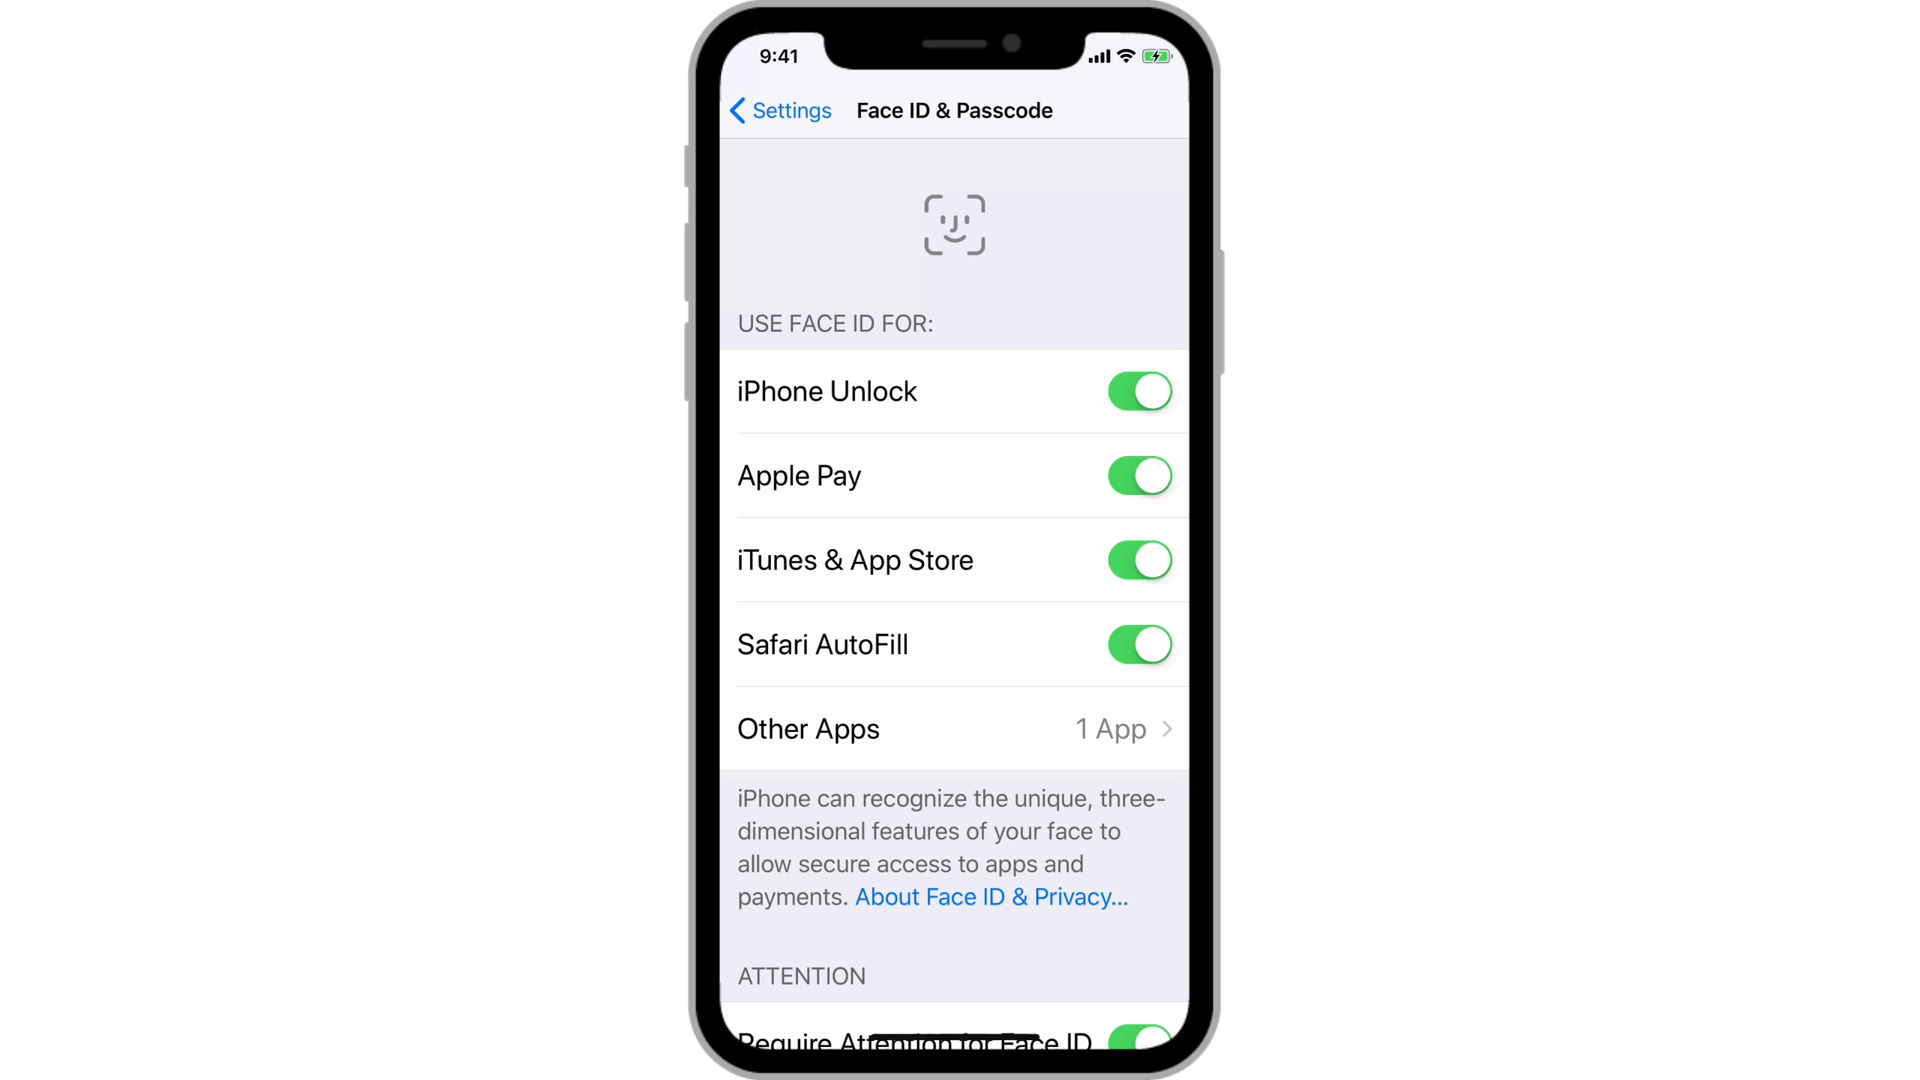 9:41
Settings
Face ID & Passcode
USE FACE ID FOR:
iPhone Unlock
Apple Pay
iTunes & App Store
Safari AutoFill
Other Apps 1 App
iPhone can recognize the unique, three-
dimensional features of your face to
allow secure access to apps and
payments. About Face ID & Privacy...
ATTENTION
Require Attention for Face ID